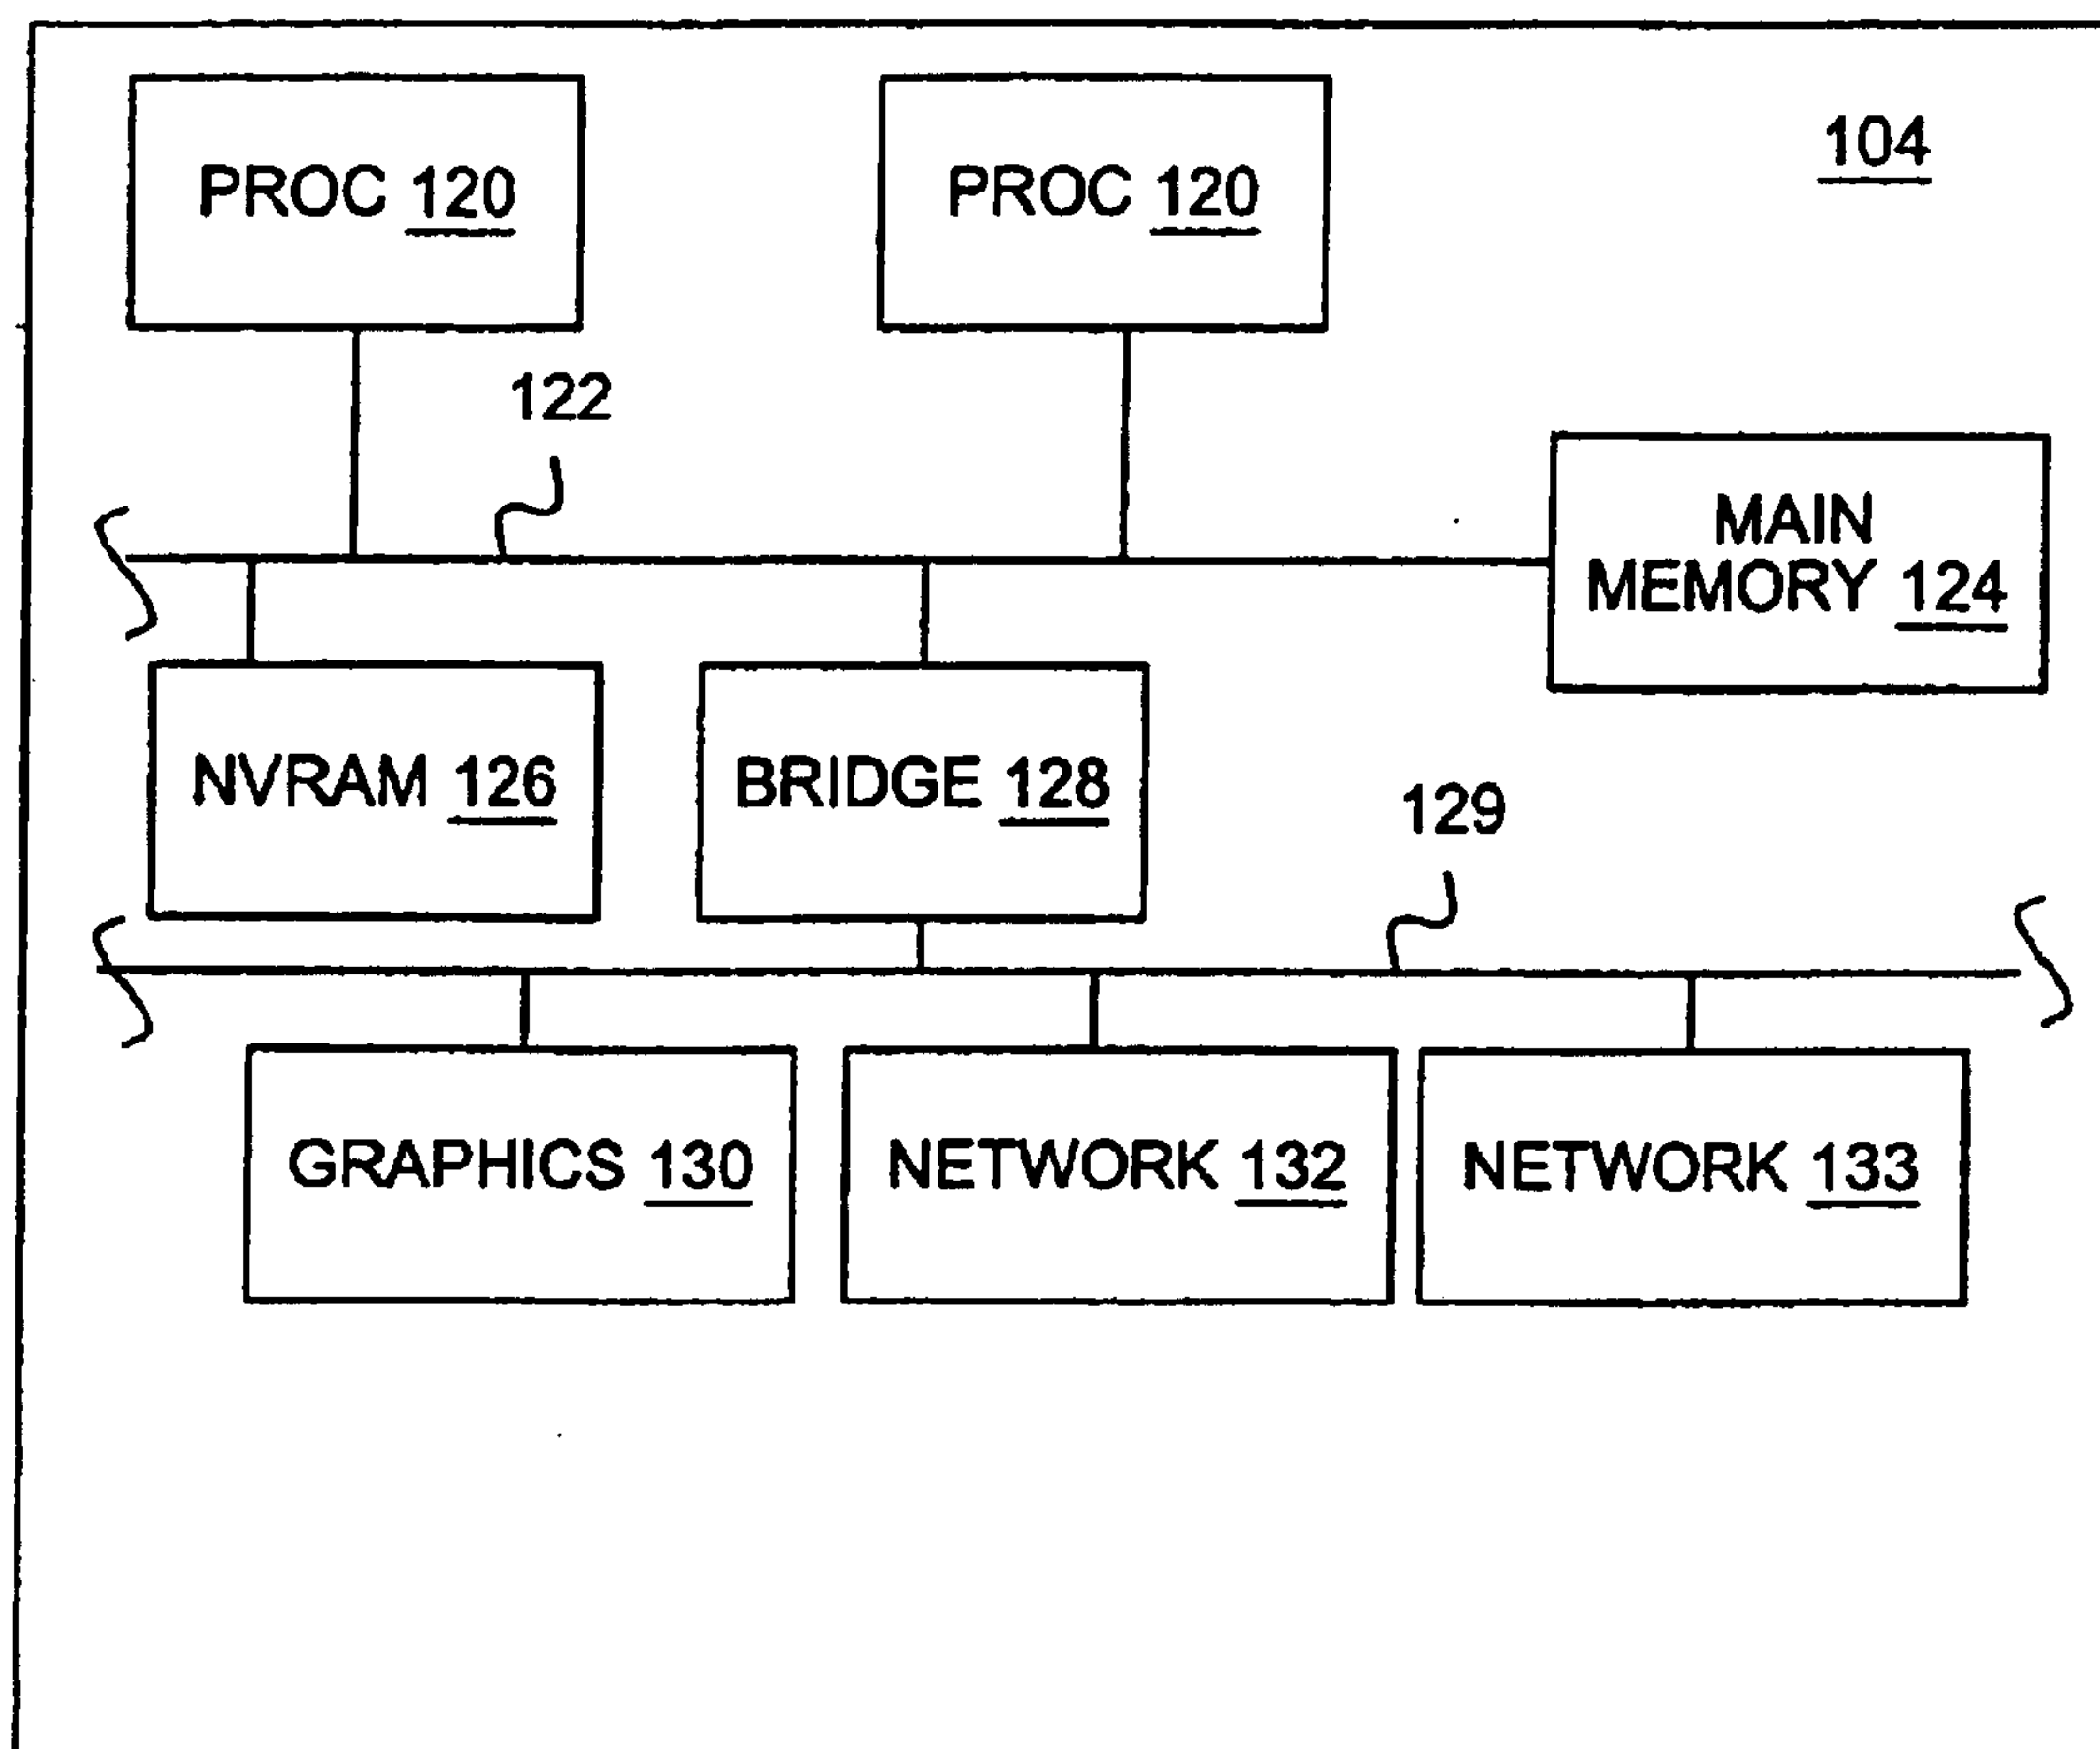 PROC 120
PROC 120
104
122
MAIN
MEMORY 124
NVRAM 126
BRIDGE 128
129
GRAPHICS 130
NETWORK 132
NETWORK 133